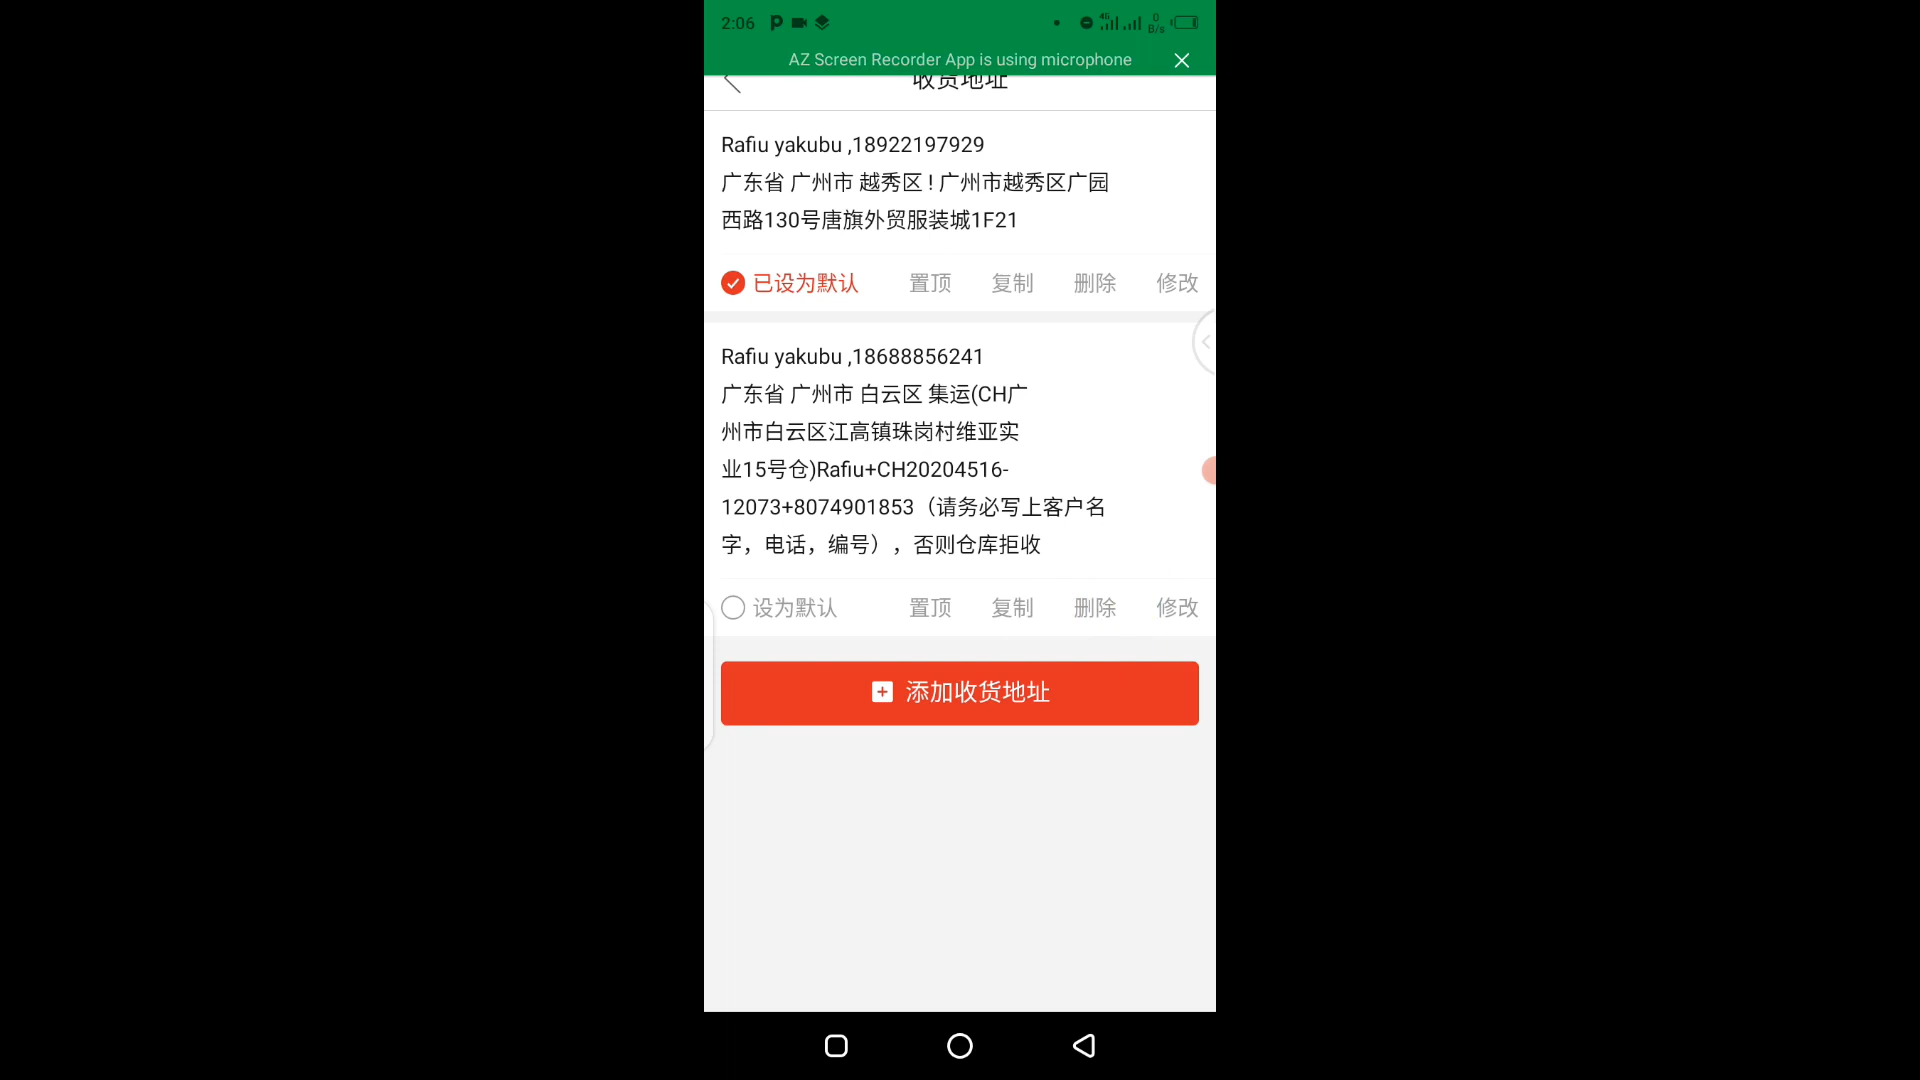 2:06
4G
0
B/s
AZ Screen Recorder App is using microphone
收货地址
Rafiu yakubu ,18922197929
广东省 广州市 越秀区 ! 广州市越秀区广园
西路130号唐旗外贸服装城1F21
已设为默认 置顶 复制 删除 修改
Rafiu yakubu ,18688856241
广东省 广州市 白云区 集运(CH广
州市白云区江高镇珠岗村维亚实
业15号仓)Rafiu+CH20204516-
12073+8074901853（请务必写上客户名
字，电话，编号），否则仓库拒收
设为默认 置顶 复制 删除 修改
添加收货地址